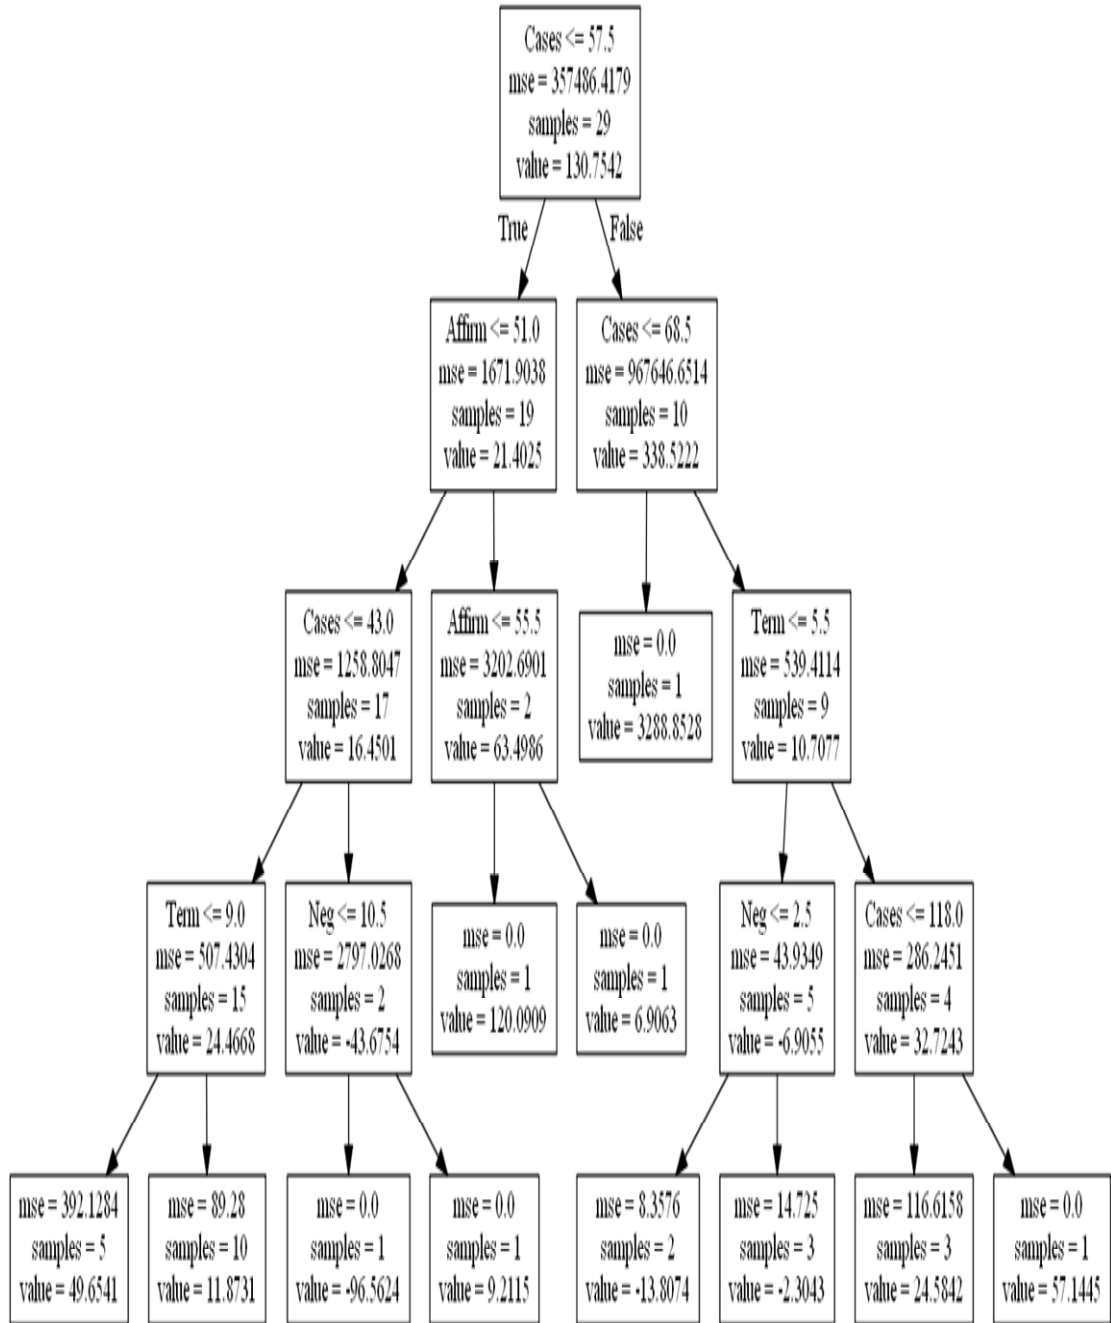 Cases <= 57.5
mse = 357486.4179
samples = 29
value = 130.7542
True
False
Affirm <= 51.0
mse = 1671.9038
samples = 19
value = 21.4025
Cases <= 68.5
mse = 967646.6514
samples = 10
value = 338.5222
Cases <= 43.0
mse = 1258.8047
samples = 17
value = 16.4501
Affirm <= 55.5
mse = 3202.6901
samples = 2
value = 63.4986
mse = 0.0
samples = 1
value = 3288.8528
Term <= 5.5
mse = 539.4114
samples = 9
value = 10.7077
Term <= 9.0
mse = 507.4304
samples = 15
value = 24.4668
Neg <= 10.5
mse = 2797.0268
samples = 2
value = -43.6754
mse = 0.0
samples = 1
value = 120.0909
mse = 0.0
samples = 1
value = 6.9063
Neg <= 2.5
mse = 43.9349
samples = 5
value = -6.9055
Cases <= 118.0
mse = 286.2451
samples = 4
value = 32.7243
mse = 392.1284
samples = 5
value = 49.6541
mse = 89.28
samples = 10
value = 11.8731
mse = 0.0
samples = 1
value = -96.5624
mse = 0.0
samples = 1
value = 9.2115
mse = 8.3576
samples = 2
value = -13.8074
mse = 14.725
samples = 3
value = -2.3043
mse = 116.6158
samples = 3
value = 24.5842
mse = 0.0
samples = 1
value = 57.1445